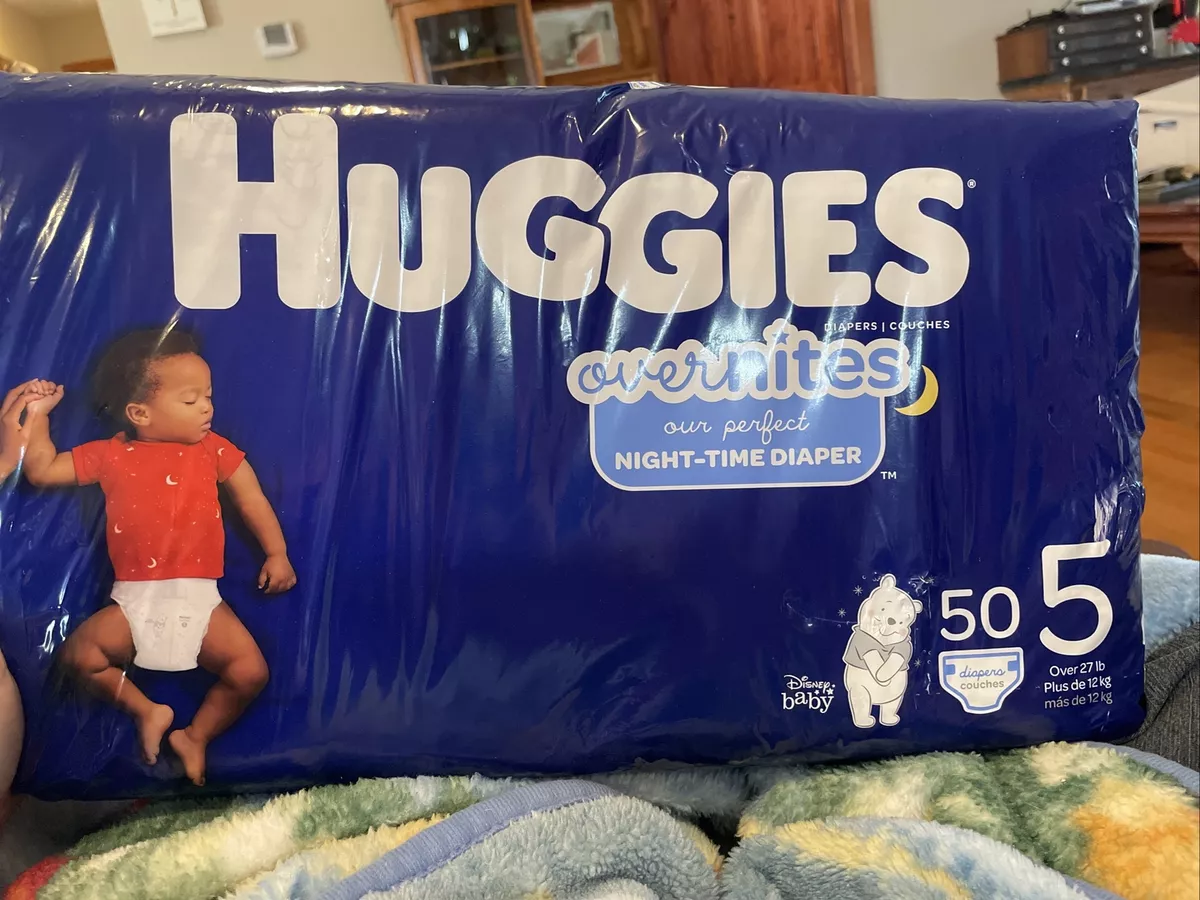 HUGGIES®
DIAPERS | COUCHES
overnites
our perfect
NIGHT-TIME DIAPER
™
Disney
baby
50
diapers
couches
5
Over 27 lb
Plus de 12 kg
más de 12 kg